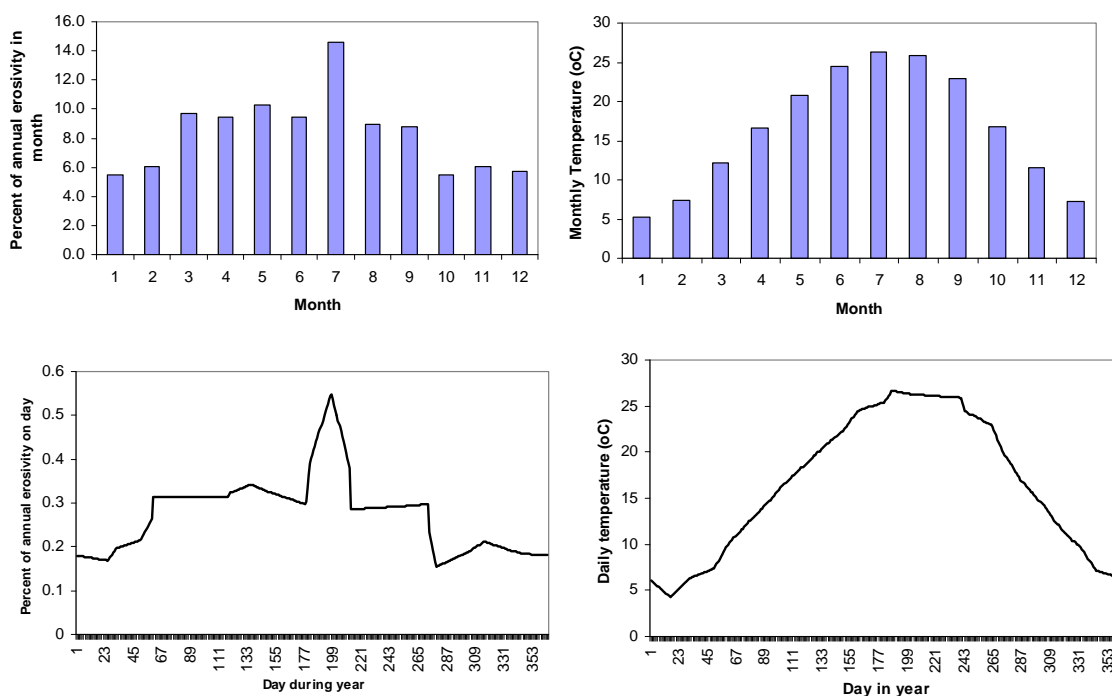 Percent of annual erosivity in
month
16.0
14.0
12.0
10.0
8.0
6.0
4.0
2.0
0.0
1 2 3 4 5 6 7 8 9 10 11 12
Month
Monthly Temperature (oC)
30
25
20
15
10
5
0
1 2 3 4 5 6 7 8 9 10 11 12
Month
Percent of annual erosivity on day
0.6
0.5
0.4
0.3
0.2
0.1
0
1 23 45 67 89 111 133 155 177 199 221 243 265 287 309 331 353
Day during year
Daily temperature (oC)
30
25
20
15
10
5
0
1 23 45 67 89 111 133 155 177 199 221 243 265 287 309 331 353
Day in year